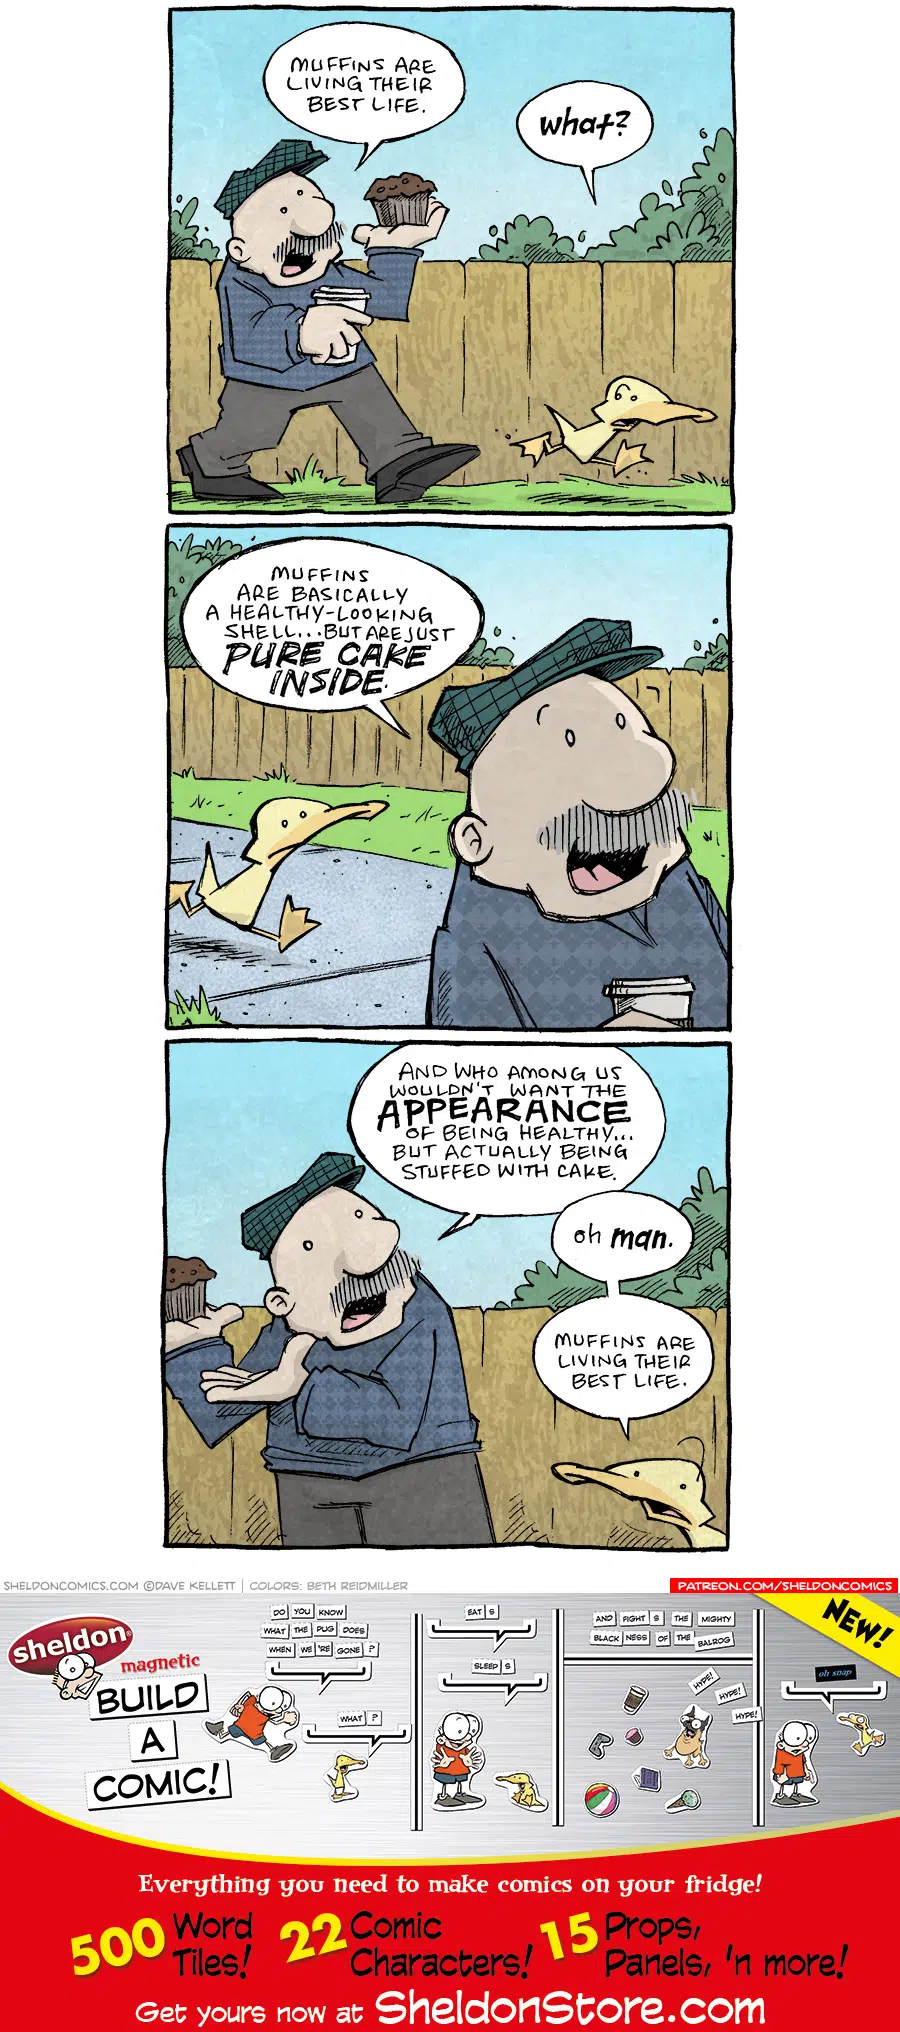 MUFFINS ARE
LIVING THEIR
BEST LIFE.
what?
MUFFINS
ARE BASICALLY
A HEALTHY-LOOKING
SHELL...BUT ARE JUST
PURE CAKE
INSIDE.
AND WHO AMONG US
WOULDN'T WANT THE
APPEARANCE
OF BEING HEALTHY...
BUT ACTUALLY BEING
STUFFED WITH CAKE.
oh man.
MUFFINS ARE
LIVING THEIR
BEST LIFE.
SHELDONCOMICS.COM ©DAVE KELLETT | COLORS: BETH REIDMILLER
PATREON.COM/SHELDONCOMICS
sheldon®
magnetic
BUILD
A
COMIC!
DO YOU KNOW
WHAT THE PUG DOES
WHEN WE 'RE GONE ?
WHAT ?
EAT S
SLEEP S
AND FIGHT S THE MIGHTY
BLACK NESS OF THE BALROG
HYPE!
HYPE!
HYPE!
oh snap
NEW!
Everything you need to make comics on your fridge!
500 Word Tiles!
22 Comic Characters!
15 Props, Panels, 'n more!
Get yours now at SheldonStore.com